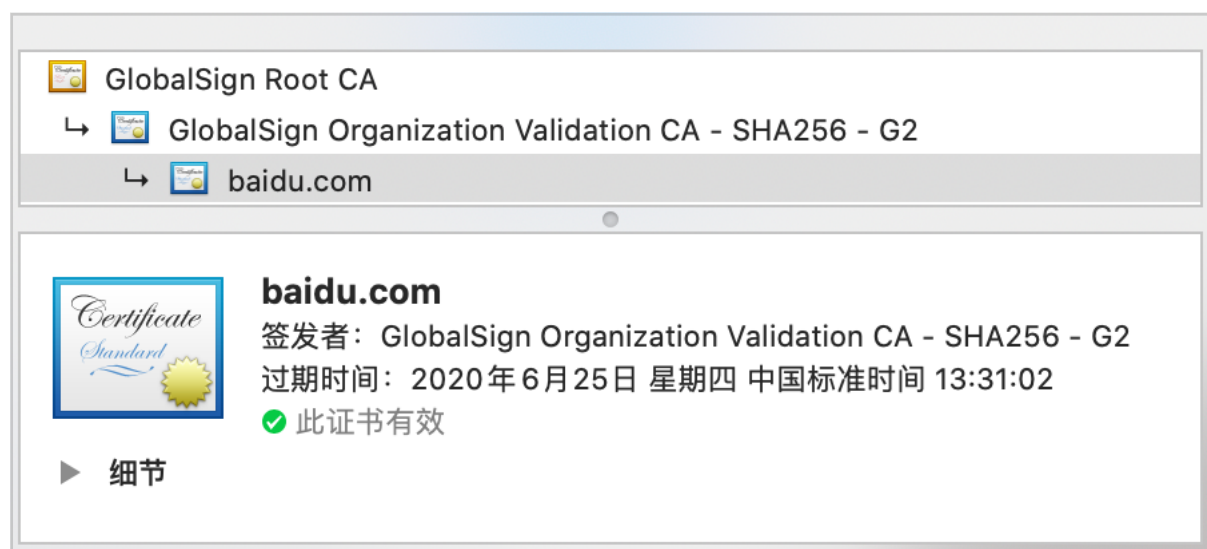 GlobalSign Root CA
GlobalSign Organization Validation CA - SHA256 - G2
baidu.com
Certificate
Standard
baidu.com
签发者：GlobalSign Organization Validation CA - SHA256 - G2
过期时间：2020年6月25日 星期四 中国标准时间 13:31:02
此证书有效
细节